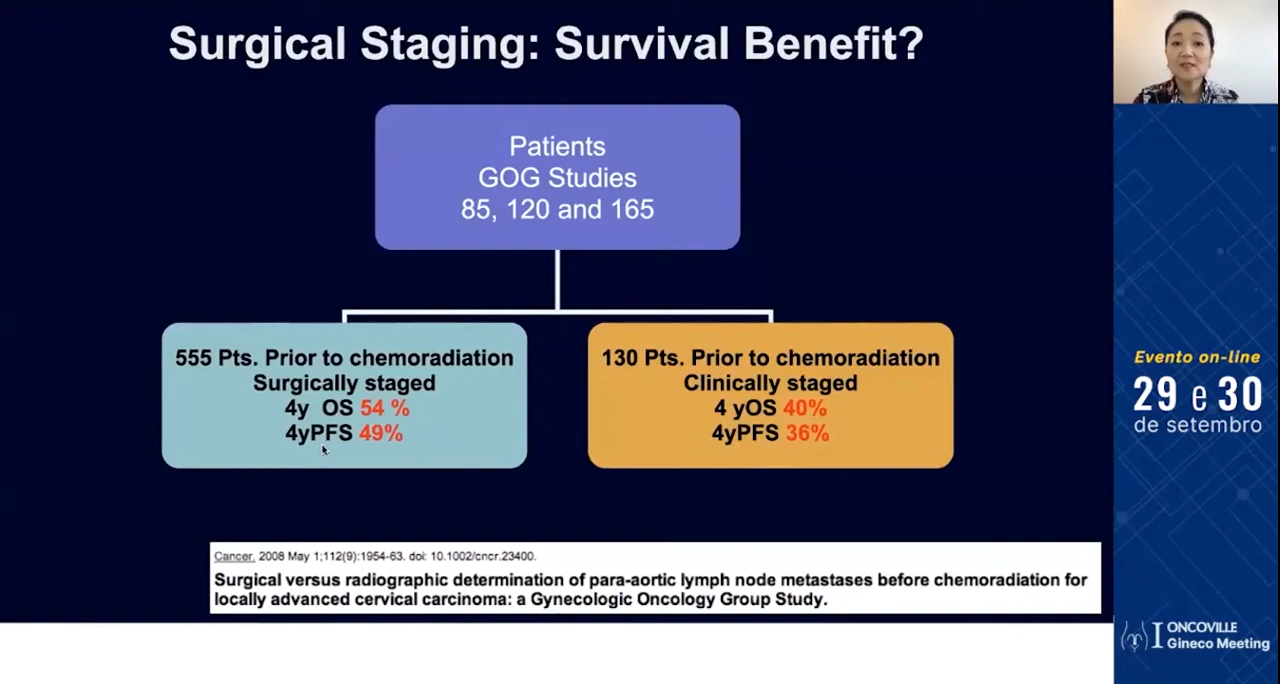 Surgical Staging: Survival Benefit?
Patients
GOG Studies
85, 120 and 165
555 Pts. Prior to chemoradiation
Surgically staged
4y OS 54 %
4yPFS 49%
130 Pts. Prior to chemoradiation
Clinically staged
4 yOS 40%
4yPFS 36%
Cancer. 2008 May 1;112(9):1954-63. doi: 10.1002/cncr.23400.
Surgical versus radiographic determination of para-aortic lymph node metastases before chemoradiation for
locally advanced cervical carcinoma: a Gynecologic Oncology Group Study.
Evento on-line
29 e 30
de setembro
I ONCOVILLE
Gineco Meeting